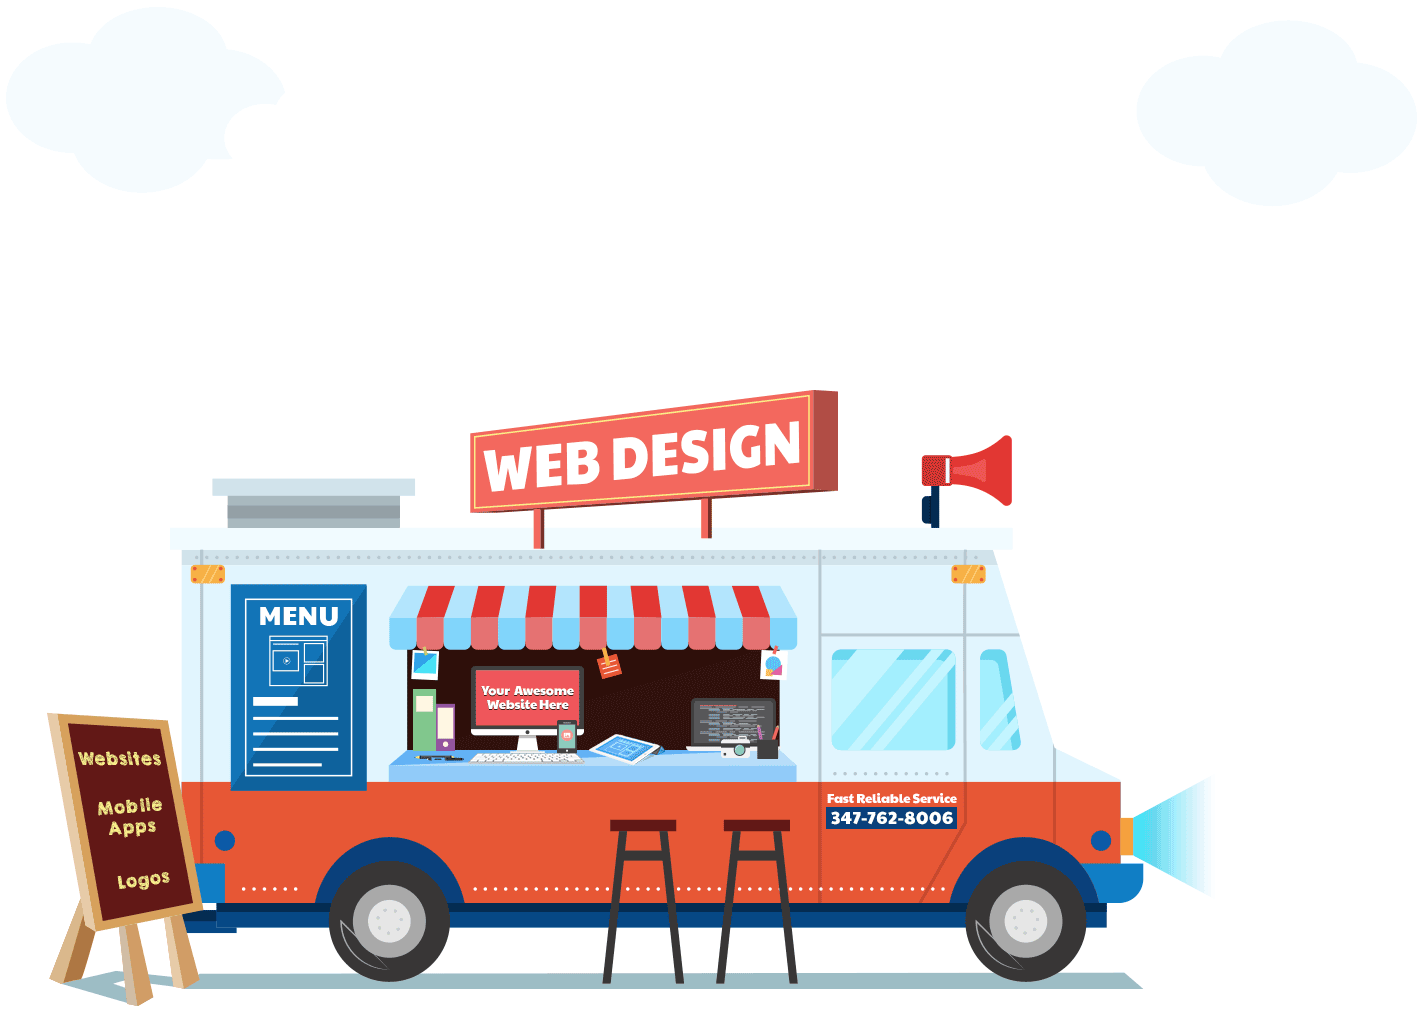 WEB DESIGN
MENU
Your Awesome
Website Here
Websites
Mobile
Apps
Logos
Fast Reliable Service
347-762-8006